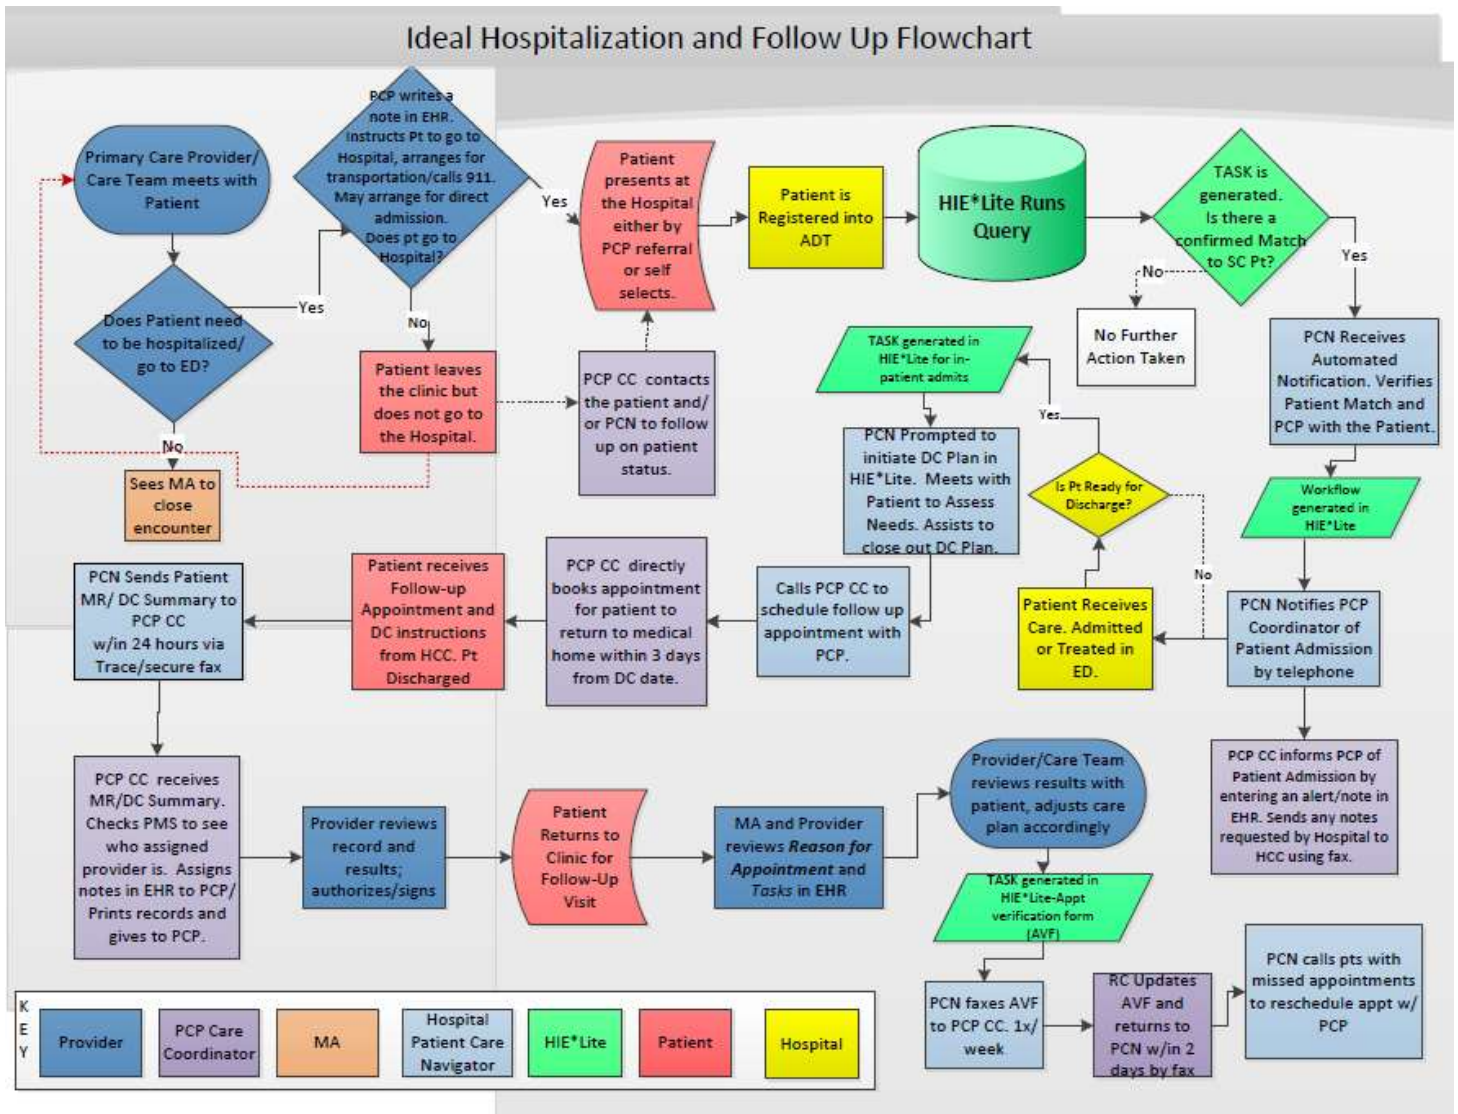 Ideal Hospitalization and Follow Up Flowchart
Primary Care Provider/
Care Team meets with
Patient
Does Patient need
to be hospitalized/
go to ED?
Yes
No
Sees MA to
close
encounter
PCP writes a
note in EHR.
Instructs Pt to go to
Hospital, arranges for
transportation/calls 911.
May arrange for direct
admission.
Does pt go to
Hospital?
Yes
No
Patient leaves
the clinic but
does not go to
the Hospital.
PCP CC contacts
the patient and/
or PCN to follow
up on patient
status.
Patient
presents at
the Hospital
either by
PCP referral
or self
selects.
Patient is
Registered into
ADT
HIE*Lite Runs
Query
TASK is
generated.
Is there a
confirmed Match
to SC Pt?
No
Yes
No Further
Action Taken
PCN Receives
Automated
Notification. Verifies
Patient Match and
PCP with the Patient.
Workflow
generated in
HIE*Lite
PCN Notifies PCP
Coordinator of
Patient Admission
by telephone
PCP CC informs PCP of
Patient Admission by
entering an alert/note in
EHR. Sends any notes
requested by Hospital to
HCC using fax.
Patient Receives
Care. Admitted
or Treated in
ED.
Is Pt Ready for
Discharge?
No
Yes
TASK generated in
HIE*Lite for in-
patient admits
PCN Prompted to
initiate DC Plan in
HIE*Lite. Meets with
Patient to Assess
Needs. Assists to
close out DC Plan.
Calls PCP CC to
schedule follow up
appointment with
PCP.
PCP CC directly
books appointment
for patient to
return to medical
home within 3 days
from DC date.
Patient receives
Follow-up
Appointment and
DC instructions
from HCC. Pt
Discharged
PCN Sends Patient
MR/ DC Summary to
PCP CC
w/in 24 hours via
Trace/secure fax
PCP CC receives
MR/DC Summary.
Checks PMS to see
who assigned
provider is. Assigns
notes in EHR to PCP/
Prints records and
gives to PCP.
Provider reviews
record and
results;
authorizes/signs
Patient
Returns to
Clinic for
Follow-Up
Visit
MA and Provider
reviews Reason for
Appointment and
Tasks in EHR
Provider/Care Team
reviews results with
patient, adjusts care
plan accordingly
TASK generated in
HIE*Lite-Appt
verification form
(AVF)
PCN faxes AVF
to PCP CC. 1x/
week
RC Updates
AVF and
returns to
PCN w/in 2
days by fax
PCN calls pts with
missed appointments
to reschedule appt w/
PCP
KEY
Provider
PCP Care
Coordinator
MA
Hospital
Patient Care
Navigator
HIE*Lite
Patient
Hospital